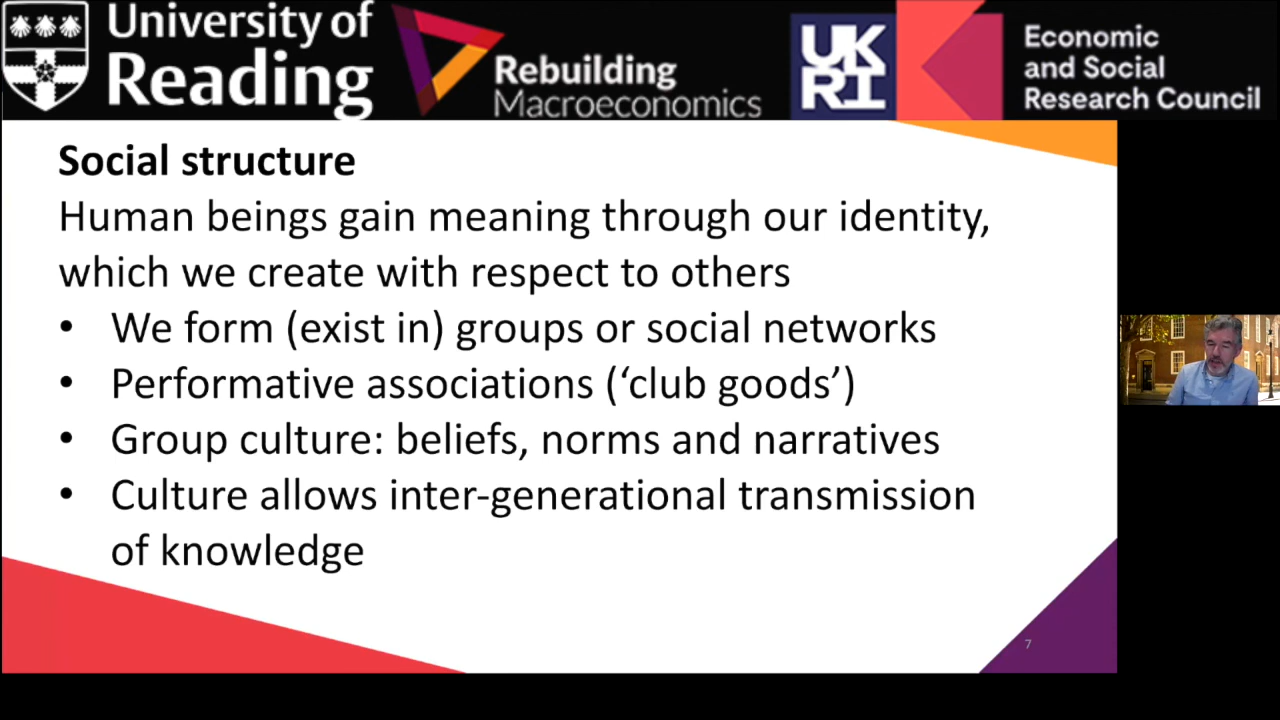 University of
Reading
Rebuilding
Macroeconomics
UK
RI
Economic
and Social
Research Council
Social structure
Human beings gain meaning through our identity,
which we create with respect to others
• We form (exist in) groups or social networks
• Performative associations (‘club goods’)
• Group culture: beliefs, norms and narratives
• Culture allows inter-generational transmission
of knowledge
7